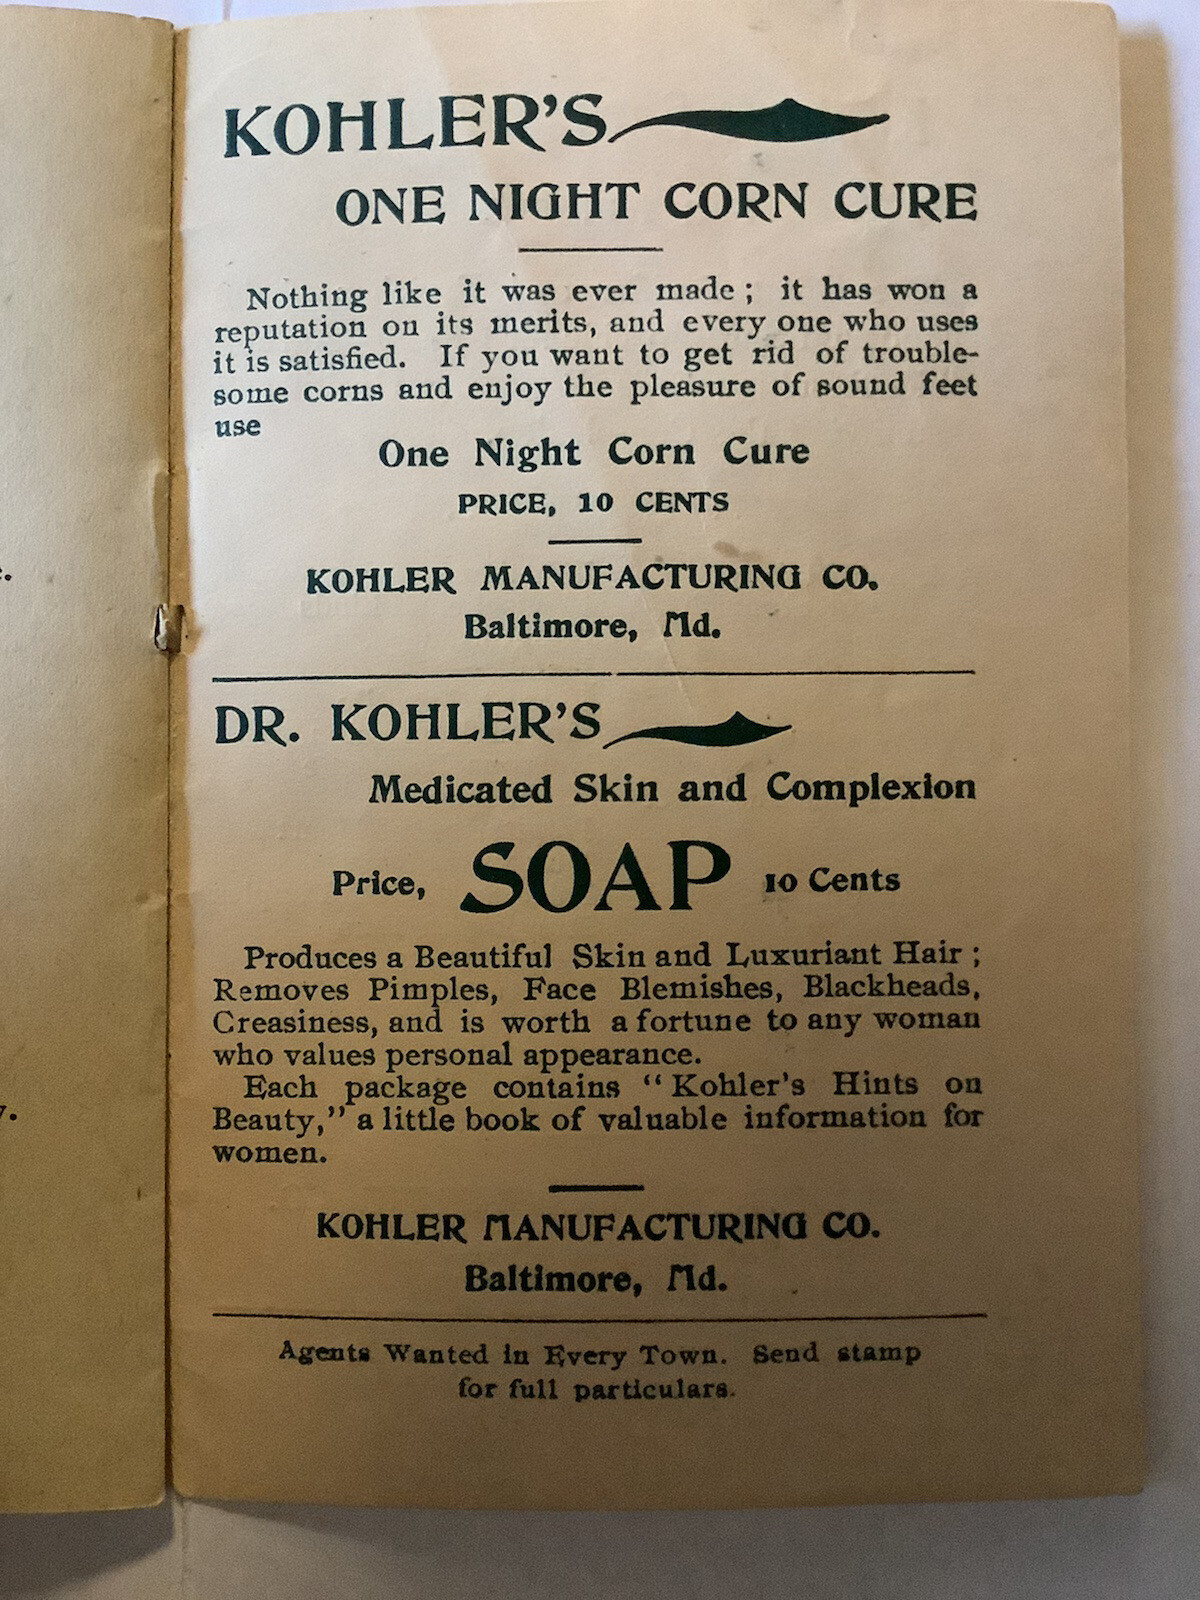 KOHLER'S
ONE NIGHT CORN CURE
Nothing like it was ever made; it has won a
reputation on its merits, and every one who uses
it is satisfied. If you want to get rid of trouble-
some corns and enjoy the pleasure of sound feet
use
One Night Corn Cure
PRICE, 10 CENTS
KOHLER MANUFACTURING CO.
Baltimore, Md.
DR. KOHLER'S
Medicated Skin and Complexion
Price, SOAP 10 Cents
Produces a Beautiful Skin and Luxuriant Hair;
Removes Pimples, Face Blemishes, Blackheads,
Greasiness, and is worth a fortune to any woman
who values personal appearance.
Each package contains "Kohler's Hints on
Beauty," a little book of valuable information for
women.
KOHLER MANUFACTURING CO.
Baltimore, Md.
Agents Wanted in Every Town. Send stamp
for full particulars.